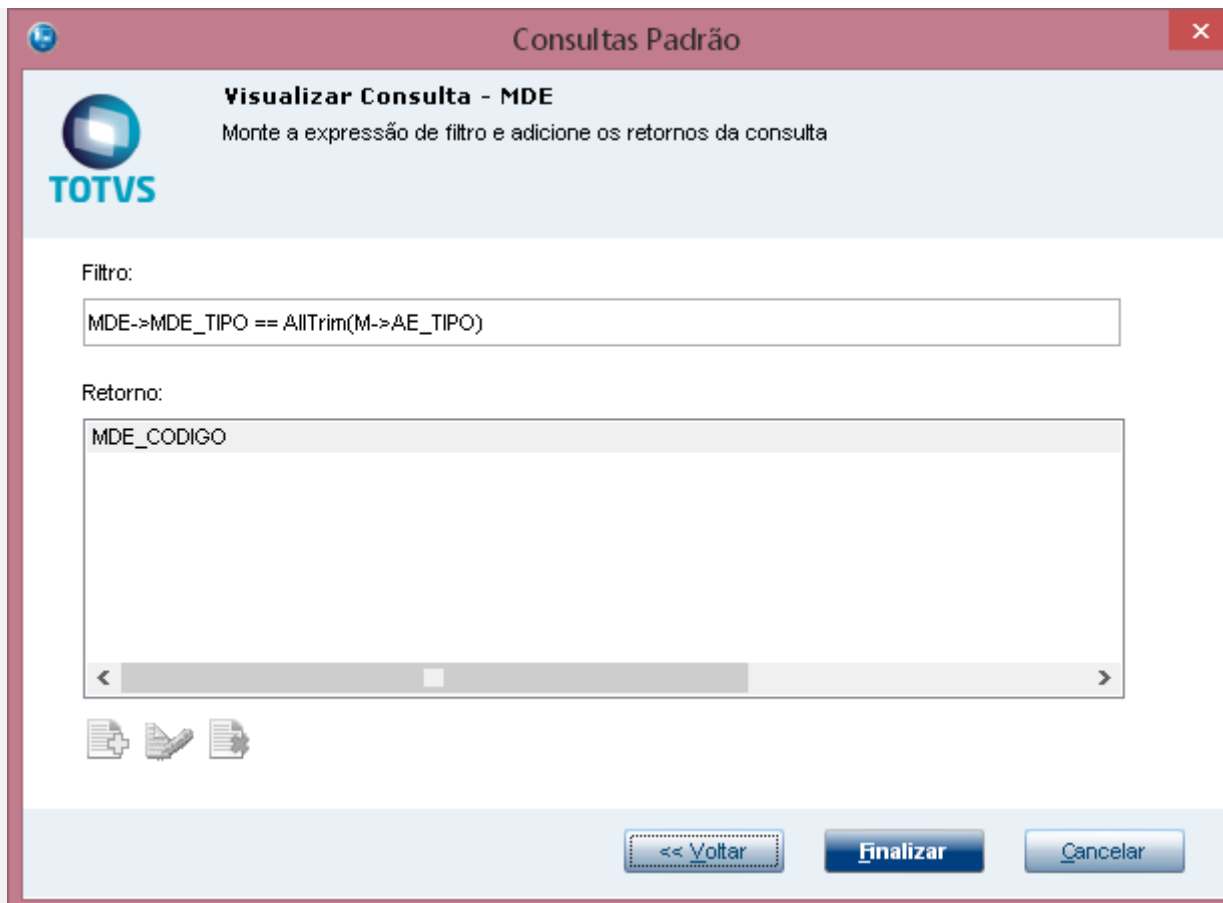 Consultas Padrão
Visualizar Consulta - MDE
Monte a expressão de filtro e adicione os retornos da consulta
TOTVS
Filtro:
MDE->MDE_TIPO == AllTrim(M->AE_TIPO)
Retorno:
MDE_CODIGO
<< Voltar
Finalizar
Cancelar